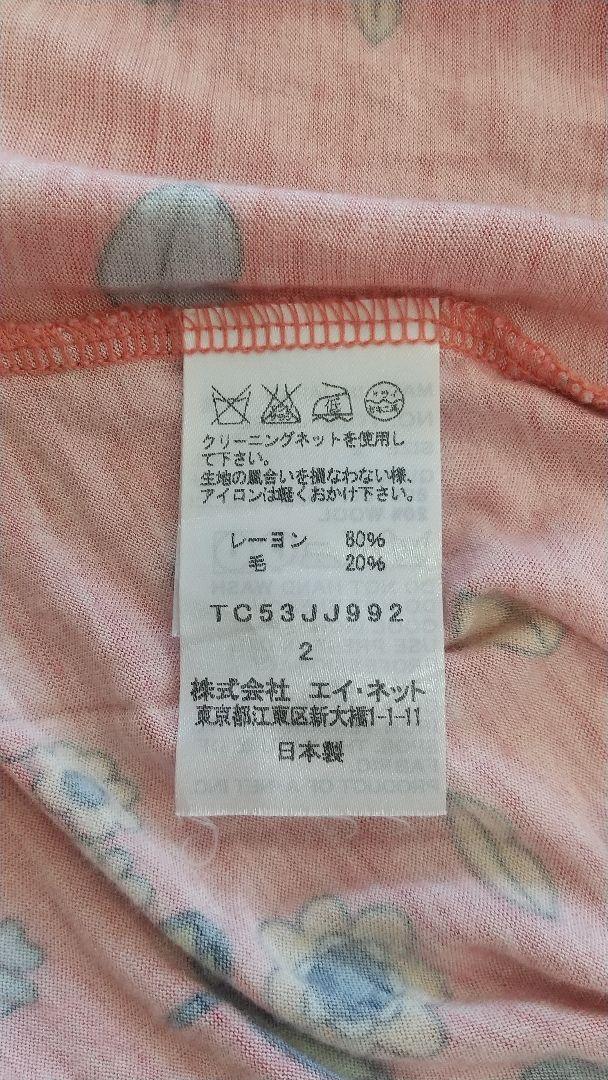 低
ドライ
クリーニングネットを使用し
て下さい。
生地の風合いを損なわない様、
アイロンは軽くおかけ下さい。
レーヨン 80%
毛 20%
TC53JJ992
2
株式会社 エイ・ネット
東京都江東区新大橋1-1-11
日本製